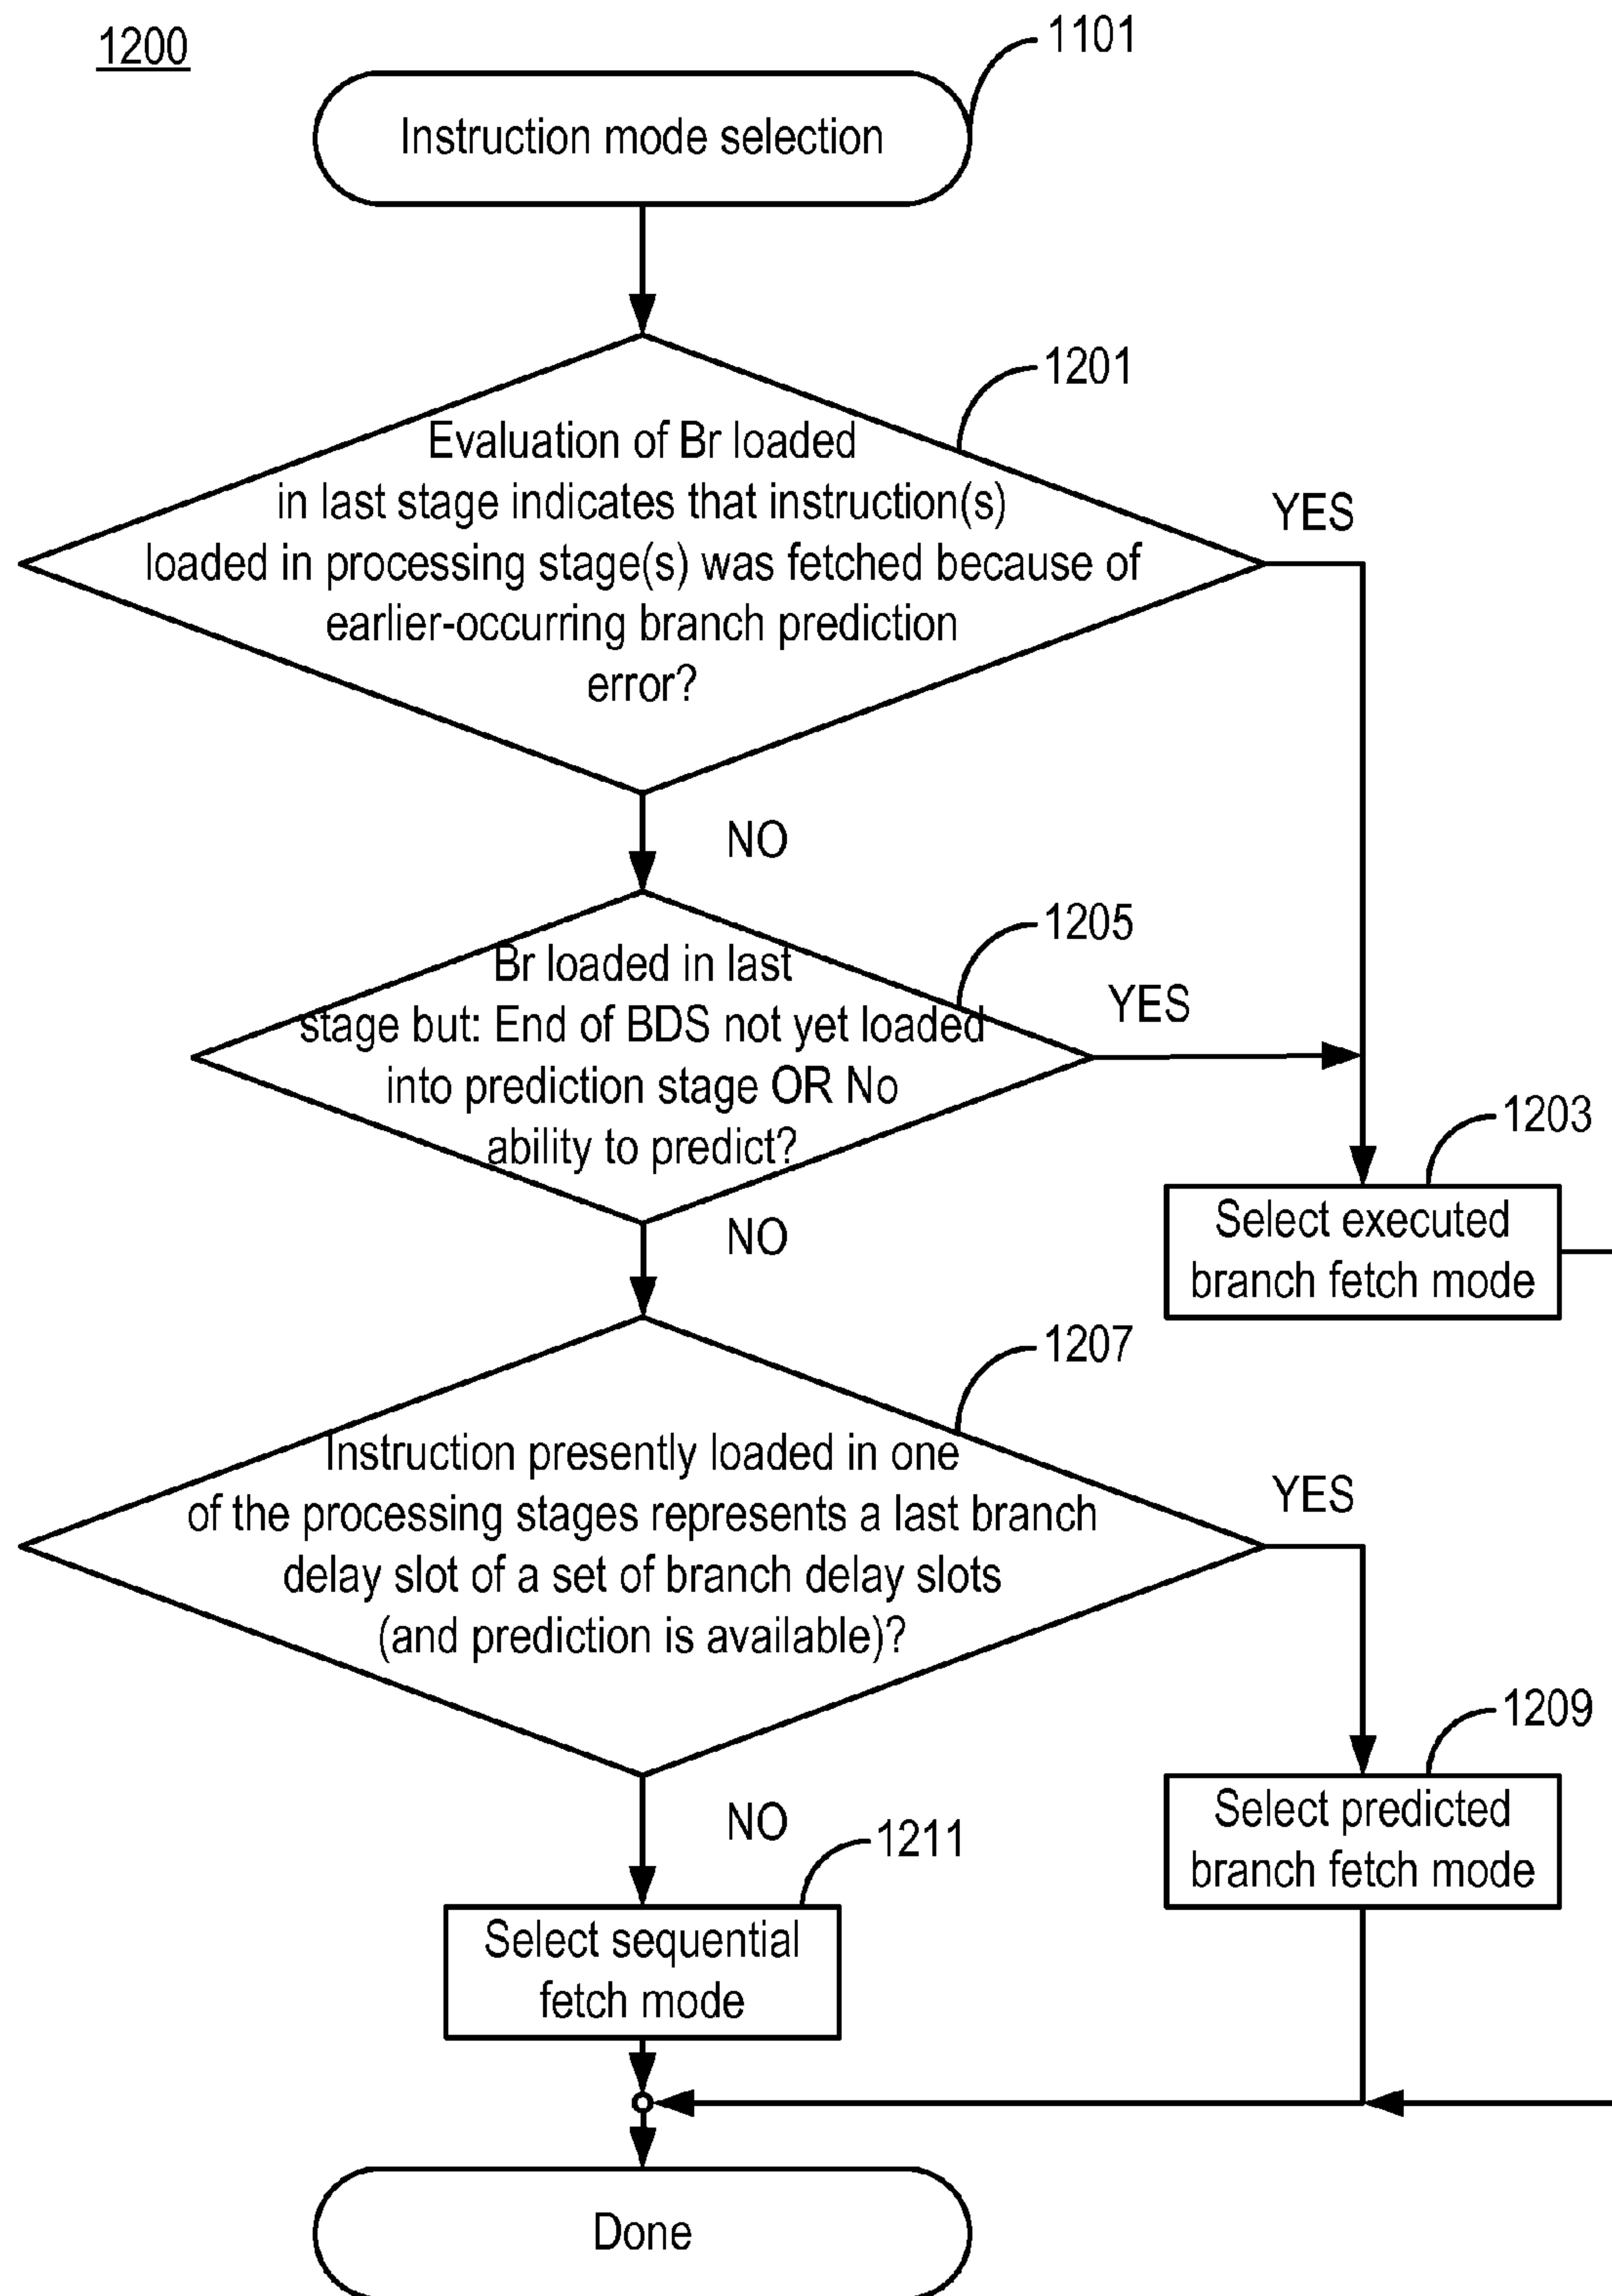 1200
1101
Instruction mode selection
1201
Evaluation of Br loaded
in last stage indicates that instruction(s)
loaded in processing stage(s) was fetched because of
earlier-occurring branch prediction
error?
YES
NO
1205
Br loaded in last
stage but: End of BDS not yet loaded
into prediction stage OR No
ability to predict?
YES
1203
Select executed
branch fetch mode
NO
1207
Instruction presently loaded in one
of the processing stages represents a last branch
delay slot of a set of branch delay slots
(and prediction is available)?
YES
1209
Select predicted
branch fetch mode
NO
1211
Select sequential
fetch mode
Done